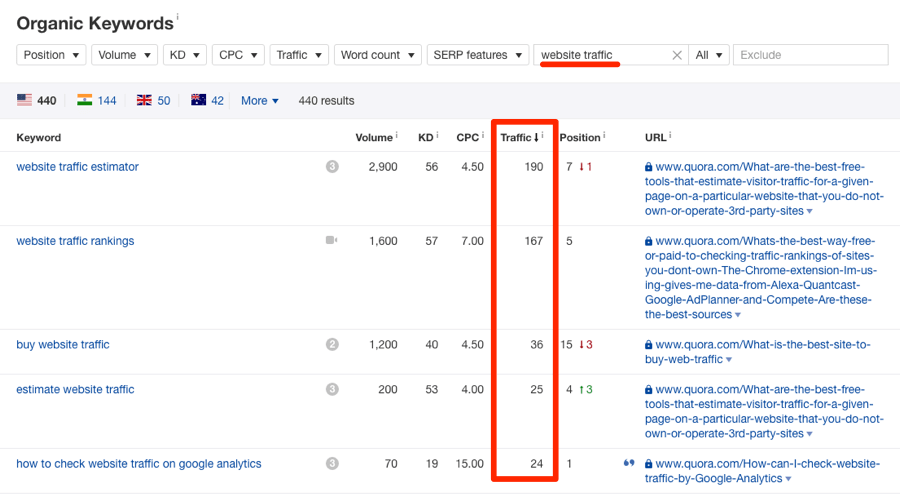 Organic Keywords i
Position ▼ Volume ▼ KD ▼ CPC ▼ Traffic ▼ Word count ▼ SERP features ▼ website traffic × All ▼ Exclude
440 144 50 42 More ▼ 440 results
Keyword Volume i KD i CPC i Traffic ↓ i Position i URL i
website traffic estimator 3 2,900 56 4.50 190 7 ↓1 www.quora.com/What-are-the-best-free-
tools-that-estimate-visitor-traffic-for-a-given-
page-on-a-particular-website-that-you-do-not-
own-or-operate-3rd-party-sites ▼
website traffic rankings 1,600 57 7.00 167 5 www.quora.com/Whats-the-best-way-free-
or-paid-to-checking-traffic-rankings-of-sites-
you-dont-own-The-Chrome-extension-Im-us-
ing-gives-me-data-from-Alexa-Quantcast-
Google-AdPlanner-and-Compete-Are-these-
the-best-sources ▼
buy website traffic 2 1,200 40 4.50 36 15 ↓3 www.quora.com/What-is-the-best-site-to-
buy-web-traffic ▼
estimate website traffic 3 200 53 4.00 25 4 ↑3 www.quora.com/What-are-the-best-free-
tools-that-estimate-visitor-traffic-for-a-given-
page-on-a-particular-website-that-you-do-not-
own-or-operate-3rd-party-sites ▼
how to check website traffic on google analytics 3 70 19 15.00 24 1 www.quora.com/How-can-I-check-website-
traffic-by-Google-Analytics ▼